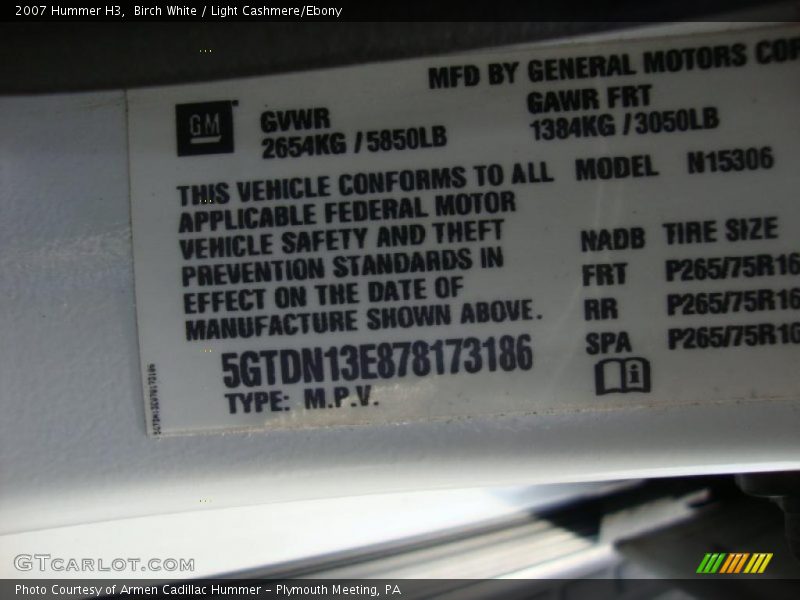 2007 Hummer H3, Birch White / Light Cashmere/Ebony
MFD BY GENERAL MOTORS COR
GM
GVWR
2654KG / 5850LB
GAWR FRT
1384KG / 3050LB
THIS VEHICLE CONFORMS TO ALL
APPLICABLE FEDERAL MOTOR
VEHICLE SAFETY AND THEFT
PREVENTION STANDARDS IN
EFFECT ON THE DATE OF
MANUFACTURE SHOWN ABOVE.
MODEL N15306
NADB TIRE SIZE
FRT P265/75R16
RR P265/75R16
SPA P265/75R16
5GTDN13E878173186
TYPE: M.P.V.
5GTDN13E878173186
GTcarlot.com
Photo Courtesy of Armen Cadillac Hummer - Plymouth Meeting, PA